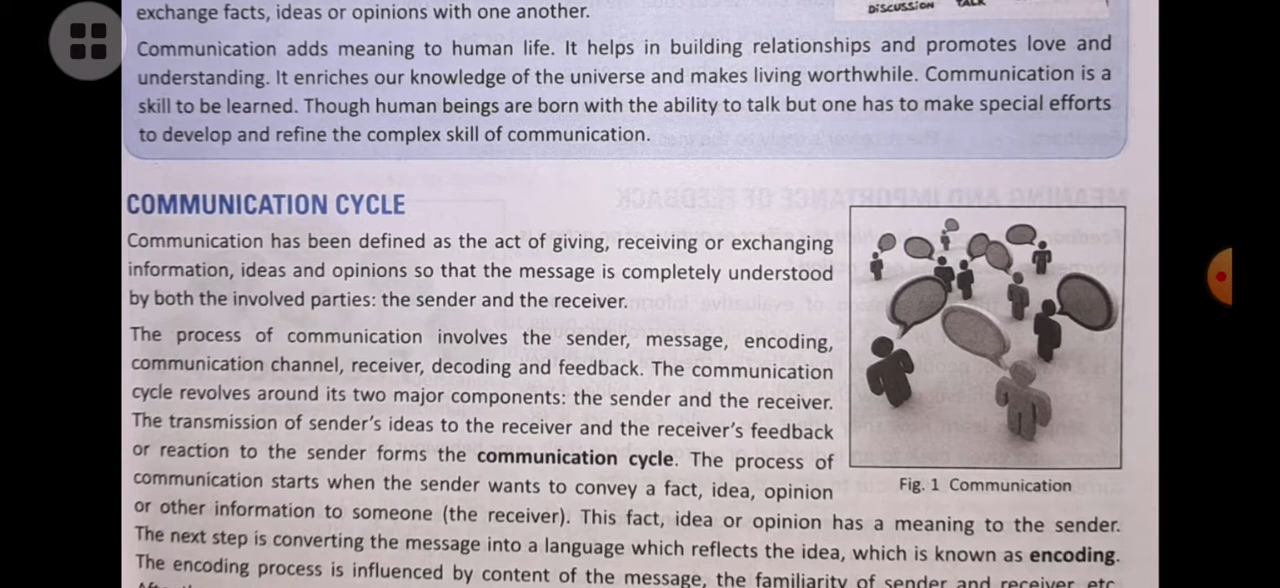 exchange facts, ideas or opinions with one another.
DISCUSSION TALK
Communication adds meaning to human life. It helps in building relationships and promotes love and
understanding. It enriches our knowledge of the universe and makes living worthwhile. Communication is a
skill to be learned. Though human beings are born with the ability to talk but one has to make special efforts
to develop and refine the complex skill of communication.
MEANING AND IMPORTANCE OF FEEDBACK
COMMUNICATION CYCLE
Communication has been defined as the act of giving, receiving or exchanging
information, ideas and opinions so that the message is completely understood
by both the involved parties: the sender and the receiver.
The process of communication involves the sender, message, encoding,
communication channel, receiver, decoding and feedback. The communication
cycle revolves around its two major components: the sender and the receiver.
The transmission of sender's ideas to the receiver and the receiver's feedback
or reaction to the sender forms the communication cycle. The process of
communication starts when the sender wants to convey a fact, idea, opinion
Fig. 1 Communication
or other information to someone (the receiver). This fact, idea or opinion has a meaning to the sender.
The next step is converting the message into a language which reflects the idea, which is known as encoding.
The encoding process is influenced by content of the message, the familiarity of sender and receiver etc.